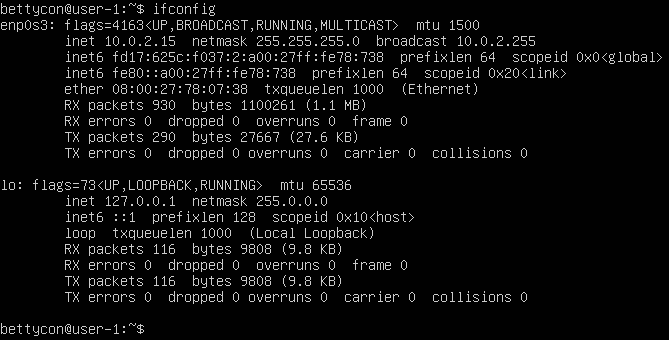 bettycon@user-1:~$ ifconfig
enp0s3: flags=4163<UP,BROADCAST,RUNNING,MULTICAST>  mtu 1500
        inet 10.0.2.15  netmask 255.255.255.0  broadcast 10.0.2.255
        inet6 fd17:625c:f037:2:a00:27ff:fe78:738  prefixlen 64  scopeid 0x0<global>
        inet6 fe80::a00:27ff:fe78:738  prefixlen 64  scopeid 0x20<link>
        ether 08:00:27:78:07:38  txqueuelen 1000  (Ethernet)
        RX packets 930  bytes 1100261 (1.1 MB)
        RX errors 0  dropped 0  overruns 0  frame 0
        TX packets 290  bytes 27667 (27.6 KB)
        TX errors 0  dropped 0 overruns 0  carrier 0  collisions 0

lo: flags=73<UP,LOOPBACK,RUNNING>  mtu 65536
        inet 127.0.0.1  netmask 255.0.0.0
        inet6 ::1  prefixlen 128  scopeid 0x10<host>
        loop  txqueuelen 1000  (Local Loopback)
        RX packets 116  bytes 9808 (9.8 KB)
        RX errors 0  dropped 0  overruns 0  frame 0
        TX packets 116  bytes 9808 (9.8 KB)
        TX errors 0  dropped 0 overruns 0  carrier 0  collisions 0

bettycon@user-1:~$